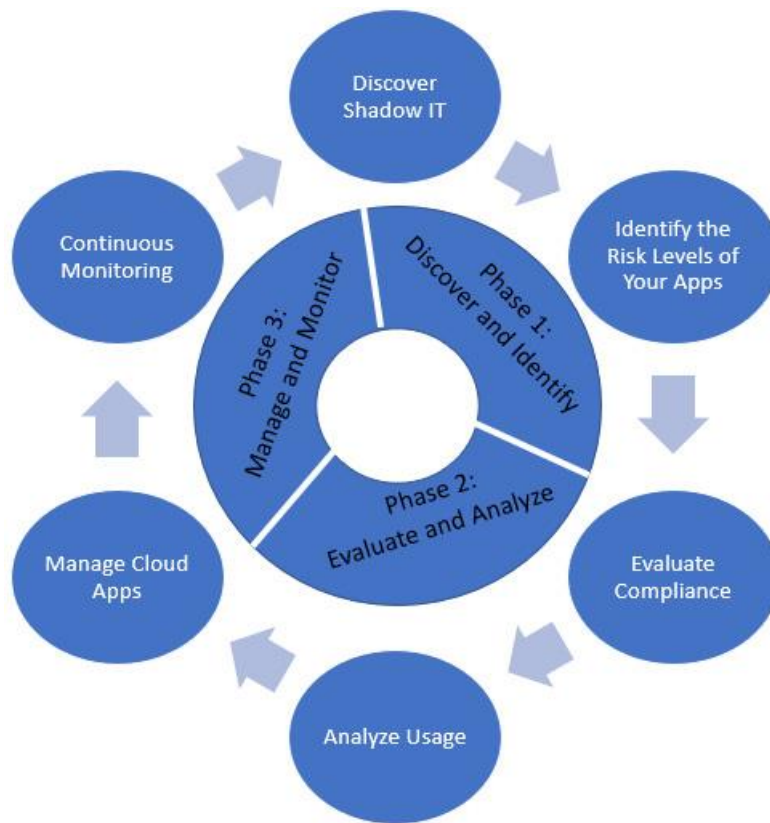 Discover
Shadow IT
Identify the
Risk Levels of
Your Apps
Evaluate
Compliance
Analyze Usage
Manage Cloud
Apps
Continuous
Monitoring
Phase 1:
Discover and Identify
Phase 2:
Evaluate and Analyze
Phase 3:
Manage and Monitor